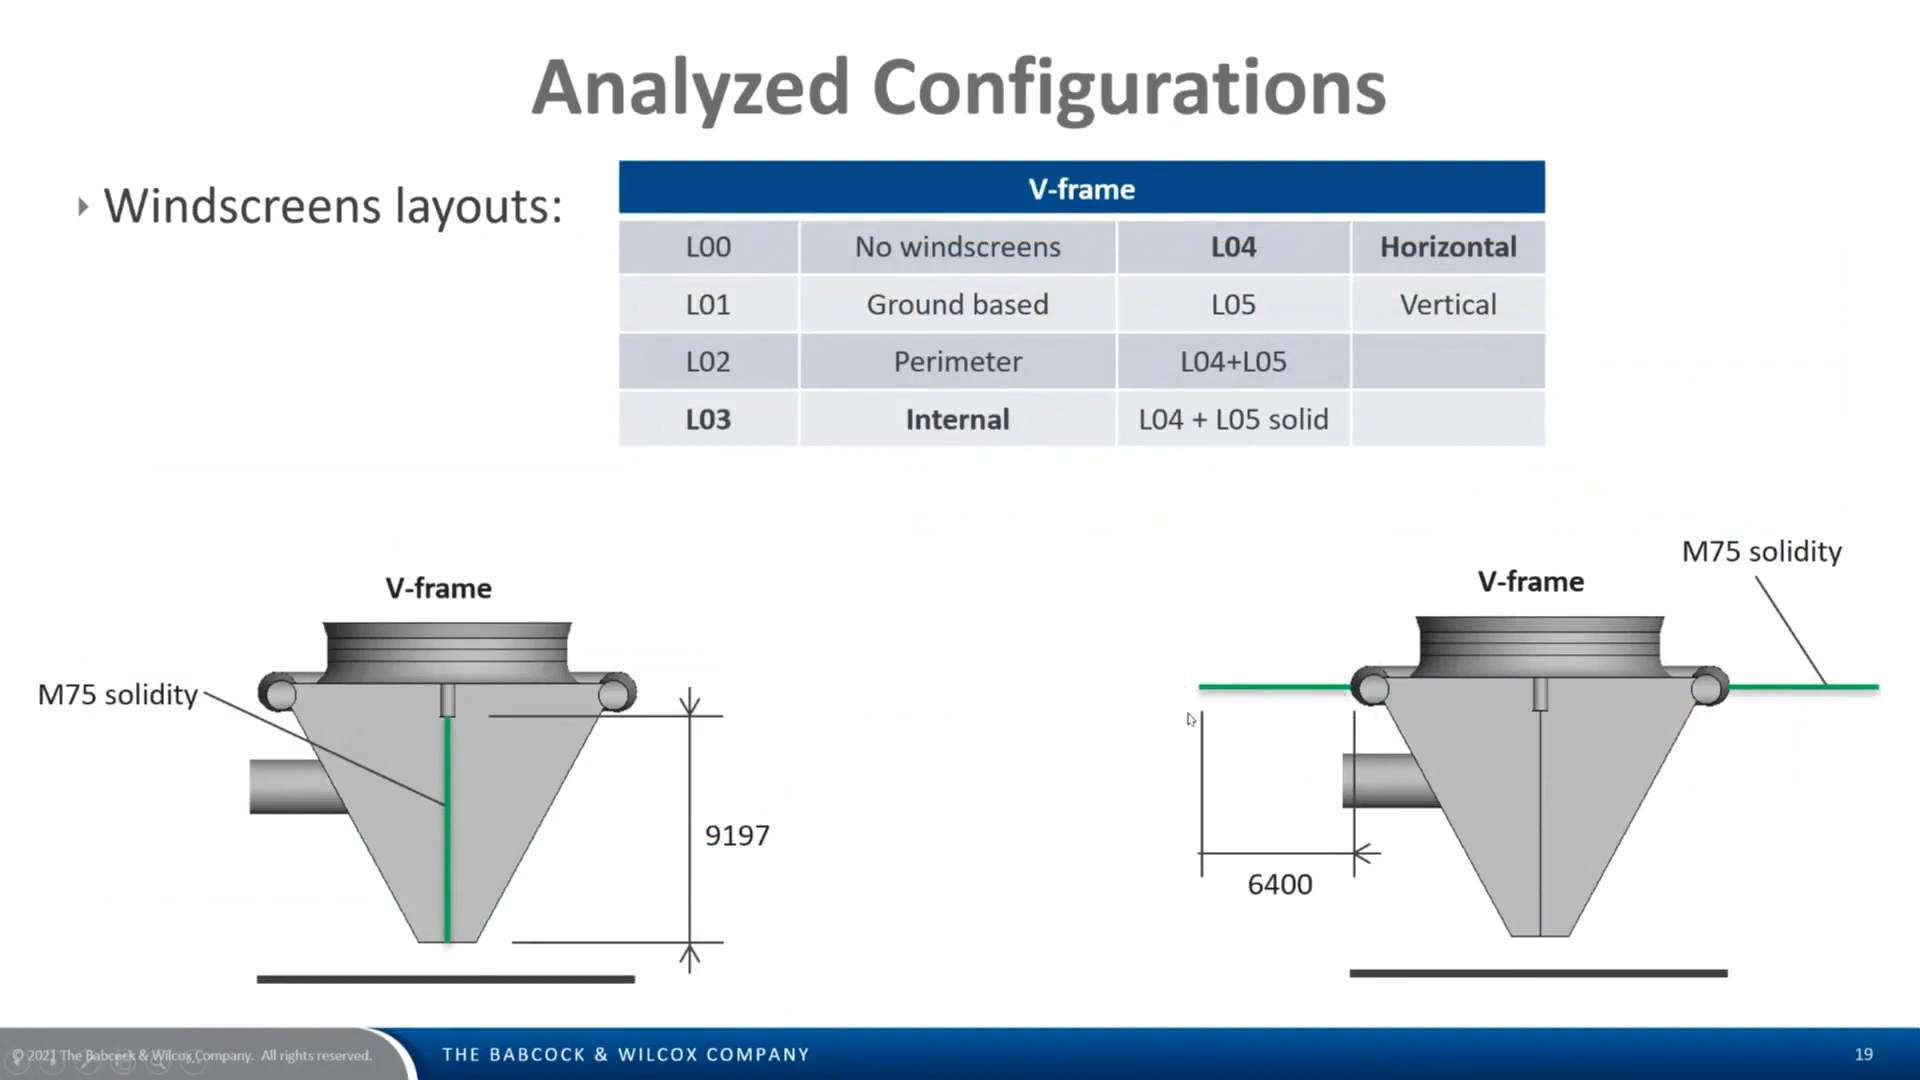 Analyzed Configurations
Windscreens layouts:
V-frame
L00 No windscreens L04 Horizontal
L01 Ground based L05 Vertical
L02 Perimeter L04+L05
L03 Internal L04 + L05 solid
V-frame
M75 solidity
9197
M75 solidity
V-frame
6400
© 2021 The Babcock & Wilcox Company. All rights reserved.
THE BABCOCK & WILCOX COMPANY
19